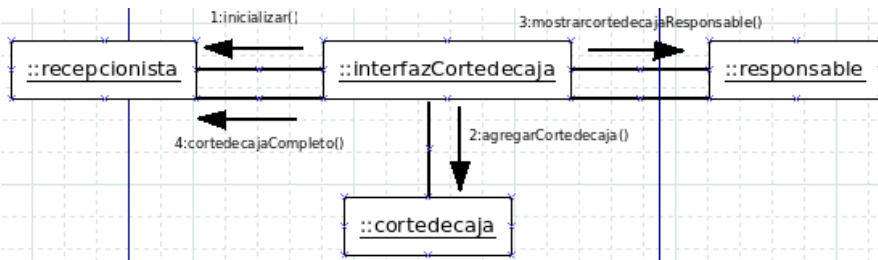 1:inicializar()
3:mostrarcortedecajaResponsable()
::recepcionista
::interfazCortedecaja
::responsable
4:cortedecajaCompleto()
2:agregarCortedecaja()
::cortedecaja